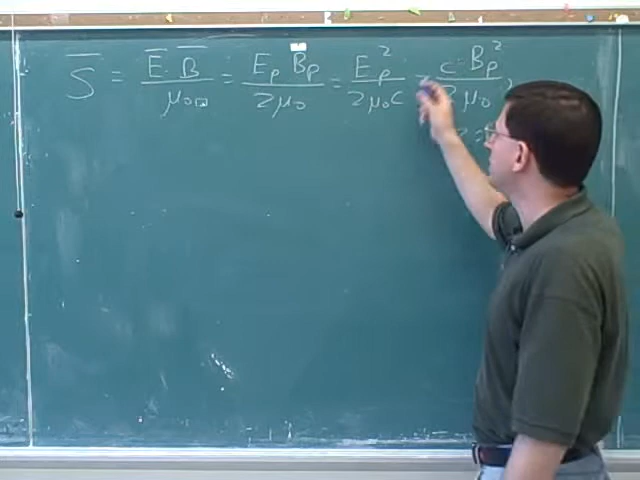 S̅ = E̅·B̅/μ₀ = Eₚ Bₚ/2μ₀ = Eₚ²/2μ₀c = c·Bₚ²/2μ₀